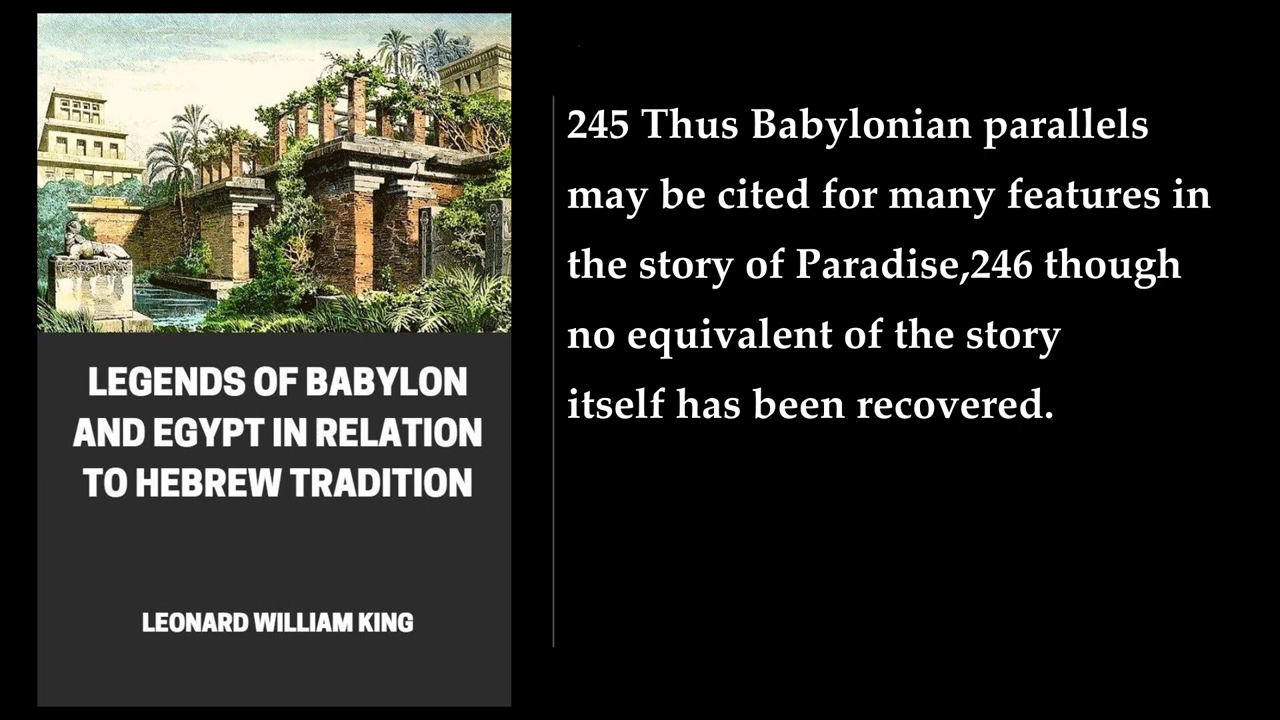 LEGENDS OF BABYLON
AND EGYPT IN RELATION
TO HEBREW TRADITION
LEONARD WILLIAM KING
245 Thus Babylonian parallels
may be cited for many features in
the story of Paradise,246 though
no equivalent of the story
itself has been recovered.